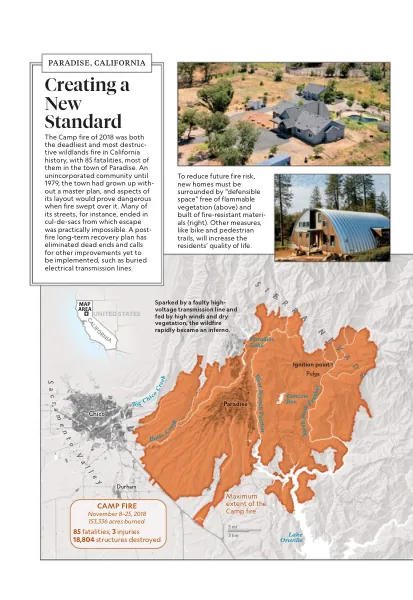 PARADISE, CALIFORNIA
Creating a
New
Standard
The Camp fire of 2018 was both
the deadliest and most destruc-
tive wildlands fire in California
history, with 85 fatalities, most of
them in the town of Paradise. An
unincorporated community until
1979, the town had grown up with-
out a master plan, and aspects of
its layout would prove dangerous
when fire swept over it. Many of
its streets, for instance, ended in
cul-de-sacs from which escape
was practically impossible. A post-
fire long-term recovery plan has
eliminated dead ends and calls
for other improvements yet to
be implemented, such as buried
electrical transmission lines.
To reduce future fire risk,
new homes must be
surrounded by "defensible
space" free of flammable
vegetation (above) and
built of fire-resistant materi-
als (right). Other measures,
like bike and pedestrian
trails, will increase the
residents' quality of life.
MAP
AREA
UNITED STATES
CALIFORNIA
Sparked by a faulty high-
voltage transmission line and
fed by high winds and dry
vegetation, the wildfire
rapidly became an inferno.
SIERRA NEVADA
Paradise
Lake
Ignition point
Pulga
Concow
Res.
Big Chico Creek
Chico
Butte Creek
Paradise
Sacramento Valley
Durham
Maximum
extent of the
Camp fire
CAMP FIRE
November 8–25, 2018
153,336 acres burned
85 fatalities; 3 injuries
18,804 structures destroyed
Lake
Oroville